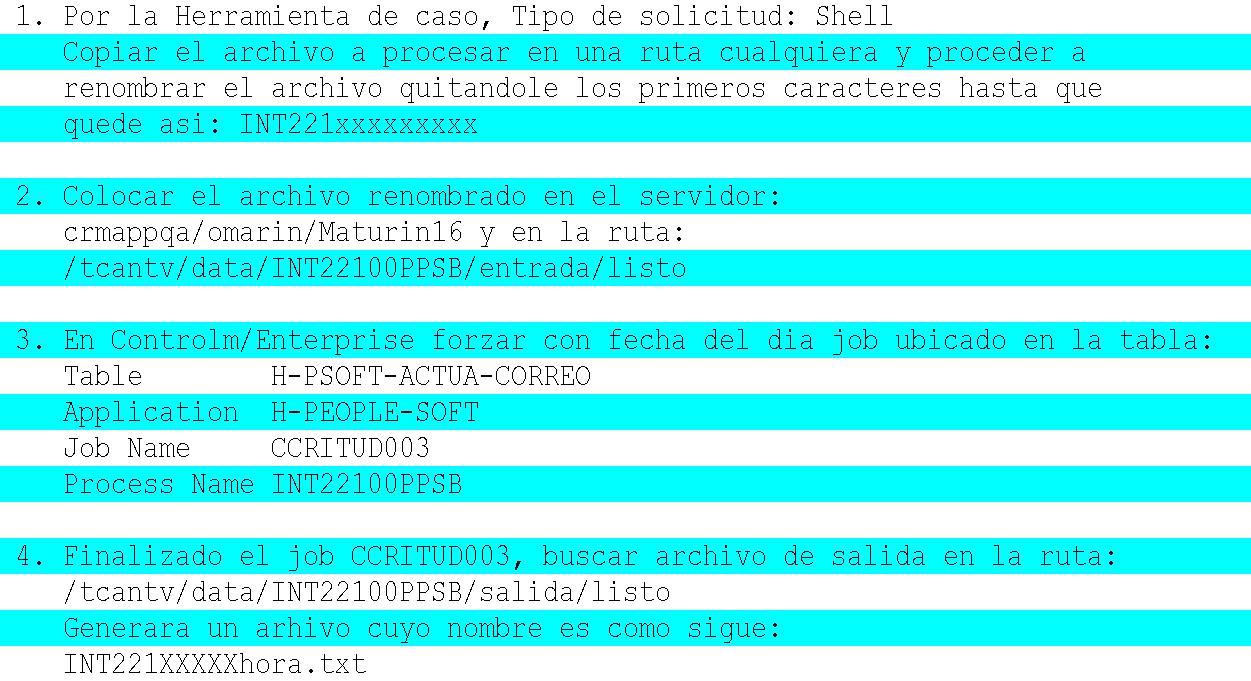 1. Por la Herramienta de caso, Tipo de solicitud: Shell
Copiar el archivo a procesar en una ruta cualquiera y proceder a
renombrar el archivo quitandole los primeros caracteres hasta que
quede asi: INT221xxxxxxxxx
2. Colocar el archivo renombrado en el servidor:
crmappqa/omarin/Maturin16 y en la ruta:
/tcantv/data/INT22100PPSB/entrada/listo
3. En Controlm/Enterprise forzar con fecha del dia job ubicado en la tabla:
Table H-PSOFT-ACTUA-CORREO
Application H-PEOPLE-SOFT
Job Name CCRITUD003
Process Name INT22100PPSB
4. Finalizado el job CCRITUD003, buscar archivo de salida en la ruta:
/tcantv/data/INT22100PPSB/salida/listo
Generara un arhivo cuyo nombre es como sigue:
INT221XXXXXhora.txt